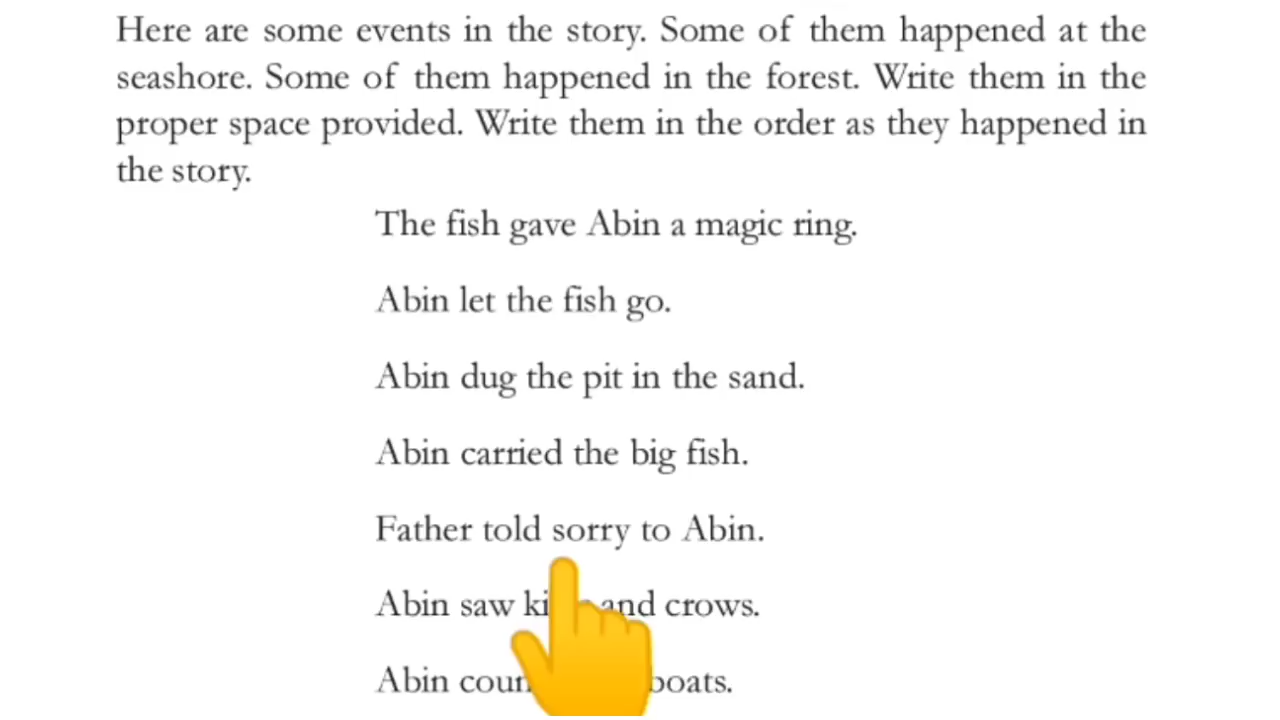 Here are some events in the story. Some of them happened at the
seashore. Some of them happened in the forest. Write them in the
proper space provided. Write them in the order as they happened in
the story.
The fish gave Abin a magic ring.
Abin let the fish go.
Abin dug the pit in the sand.
Abin carried the big fish.
Father told sorry to Abin.
Abin saw and crows.
Abin boats.